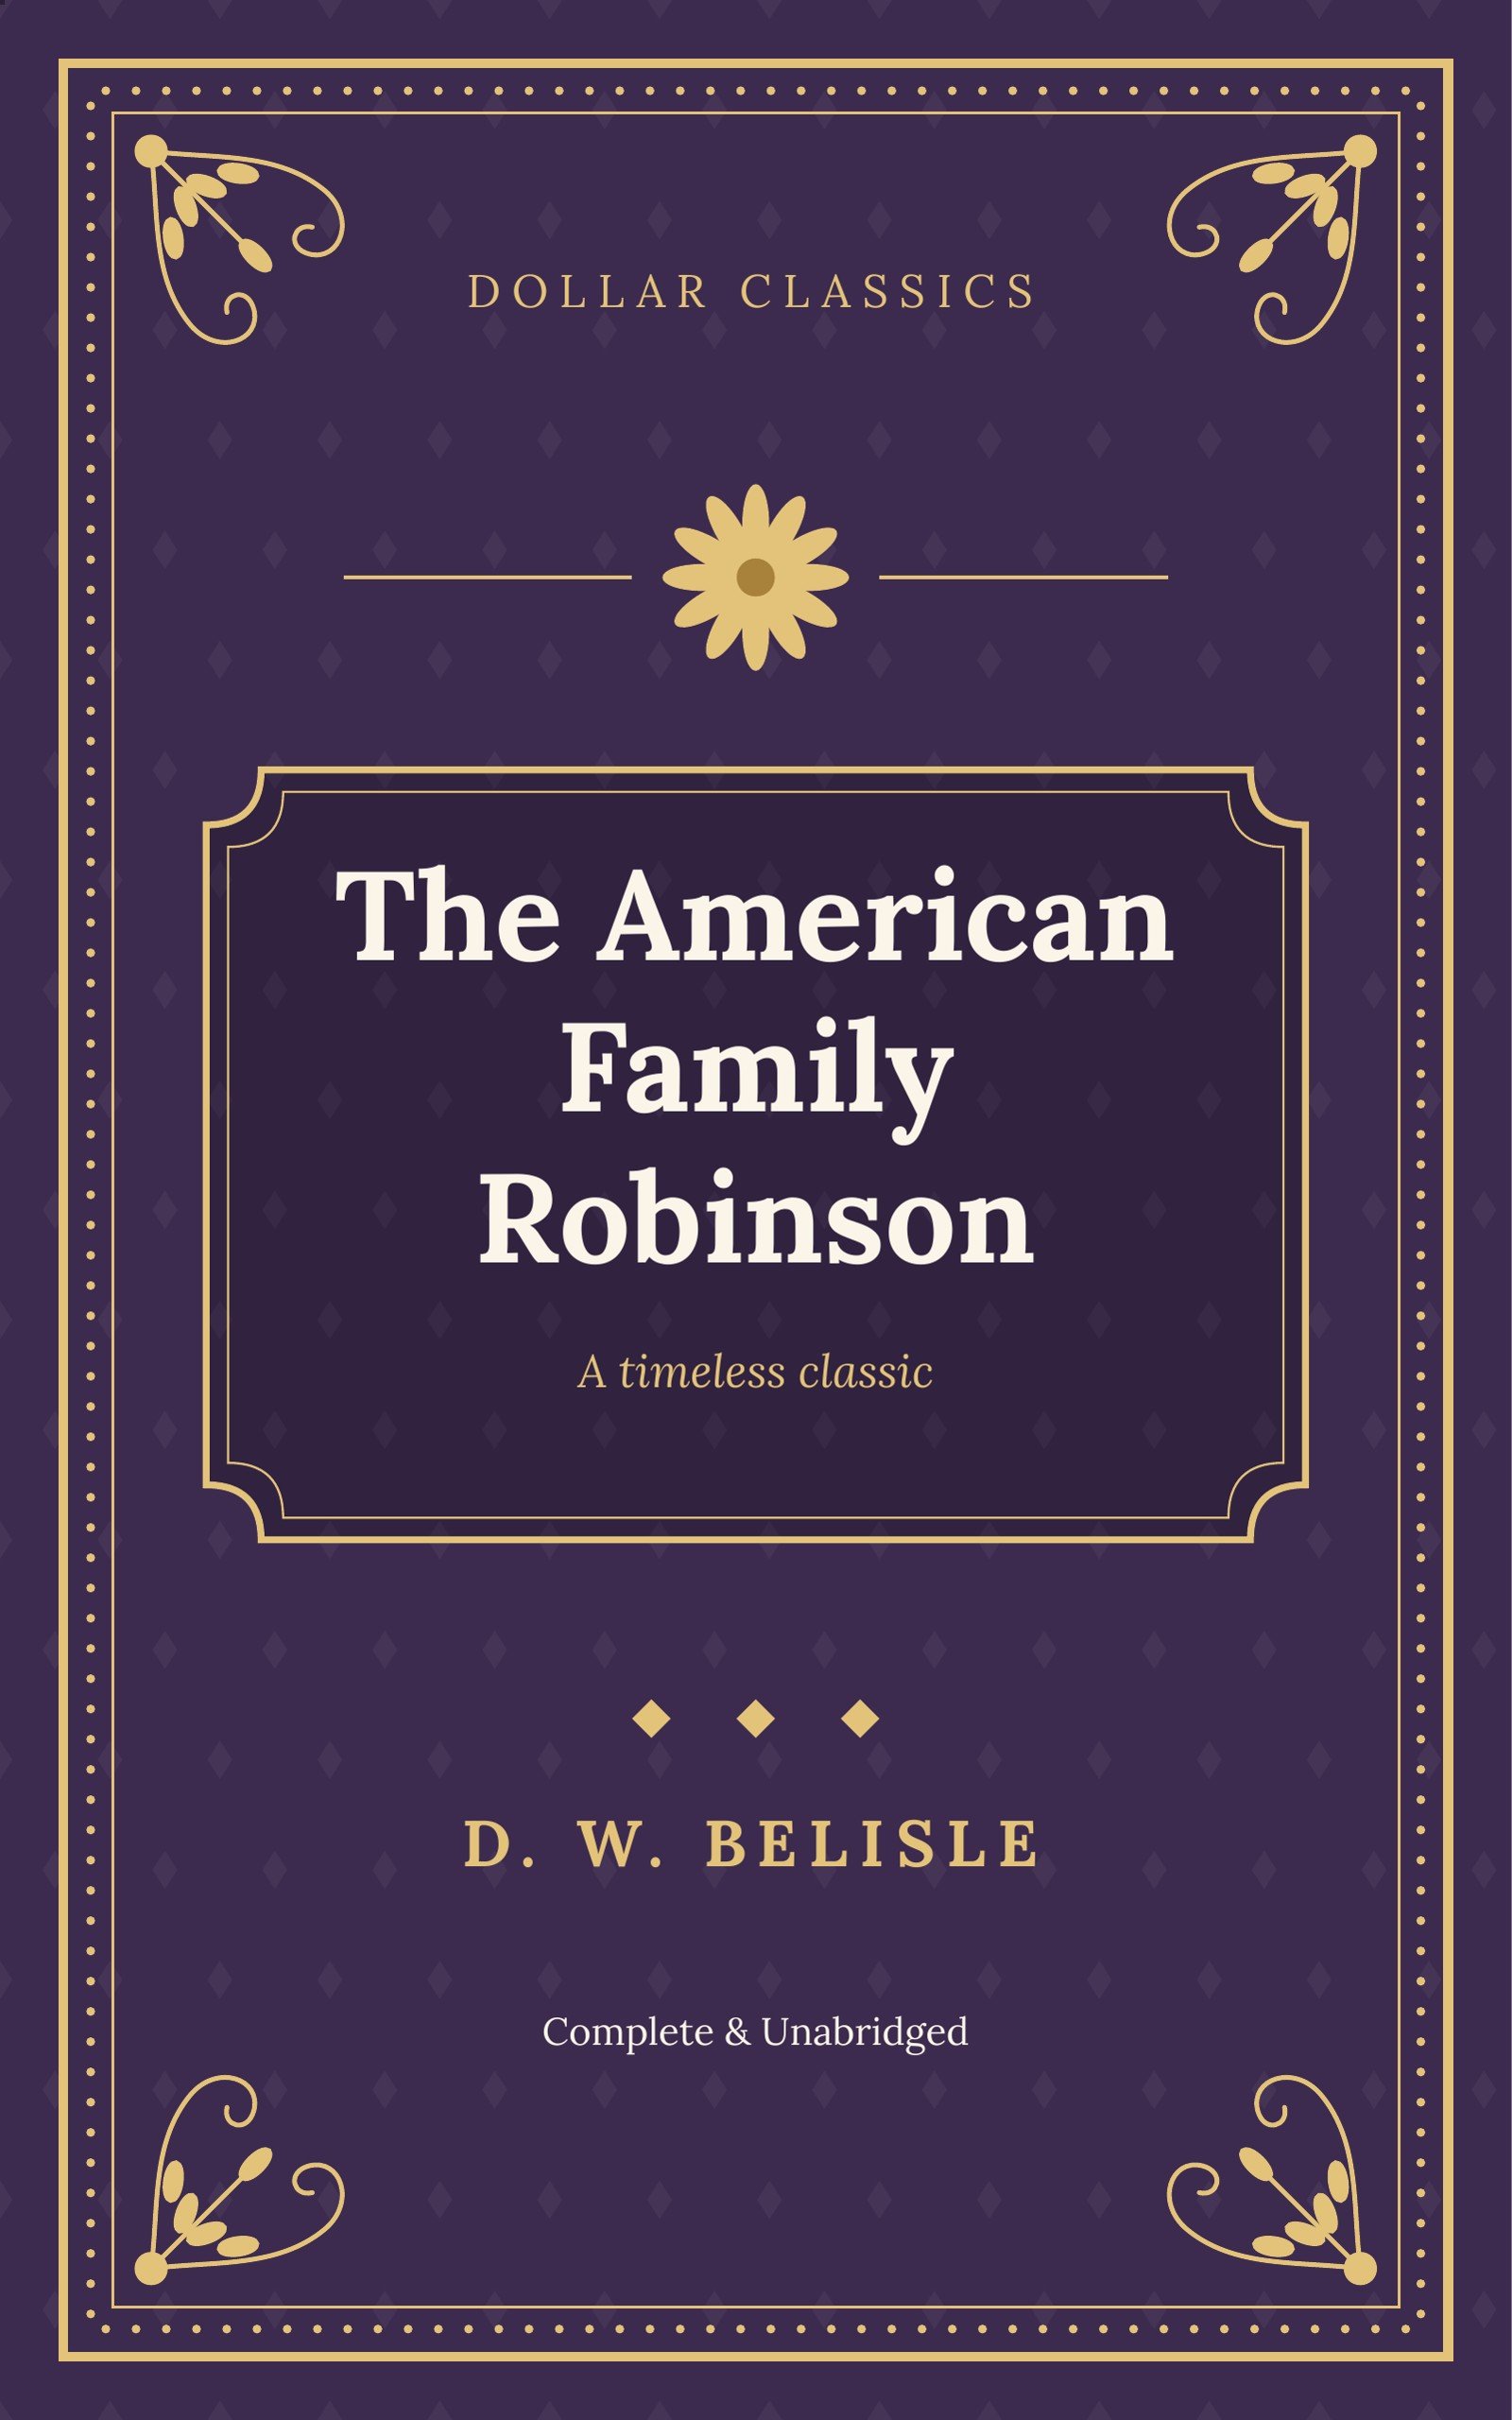 DOLLAR CLASSICS
The American
Family
Robinson
A timeless classic
D. W. BELISLE
Complete & Unabridged